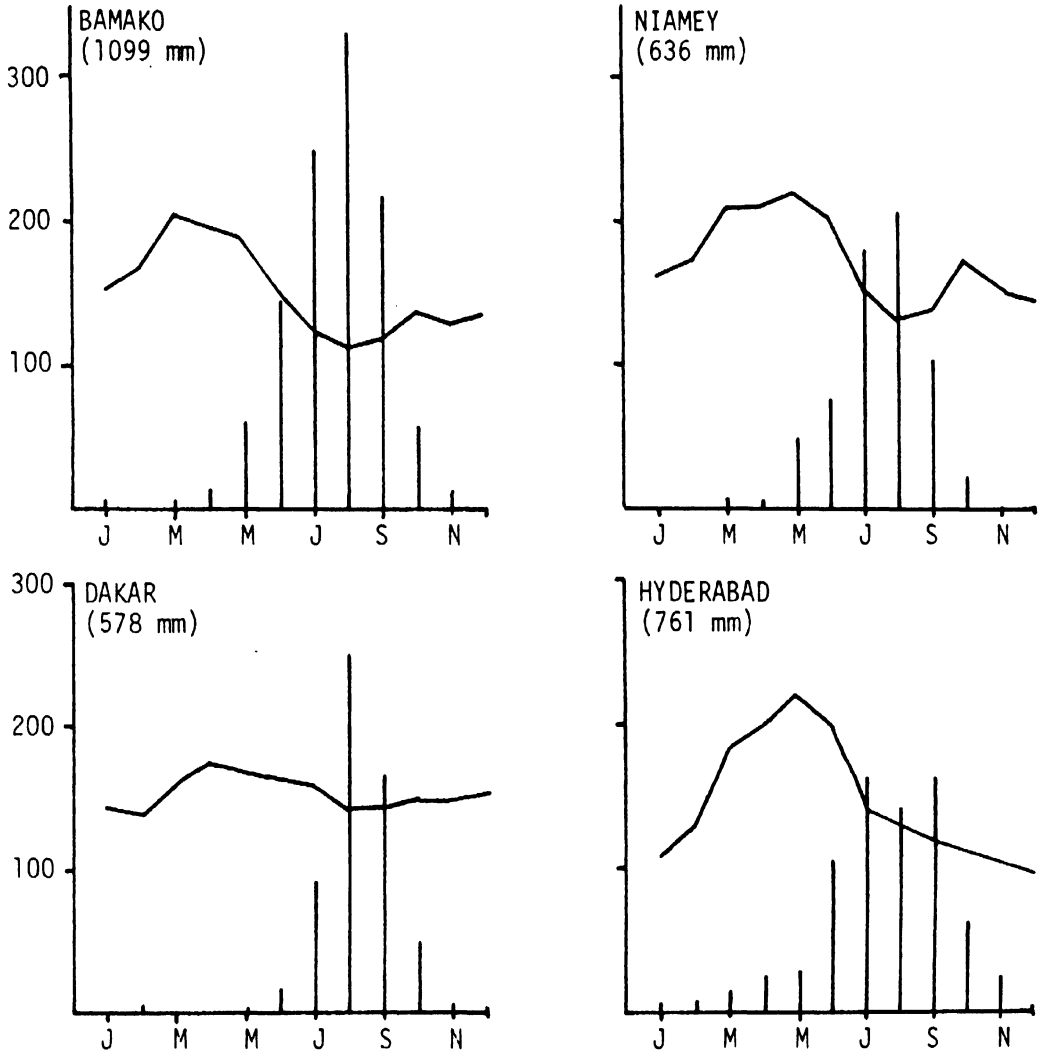 BAMAKO
(1099 mm)
300
200
100
J M M J S N
NIAMEY
(636 mm)
J M M J S N
300
DAKAR
(578 mm)
200
100
J M M J S N
HYDERABAD
(761 mm)
J M M J S N